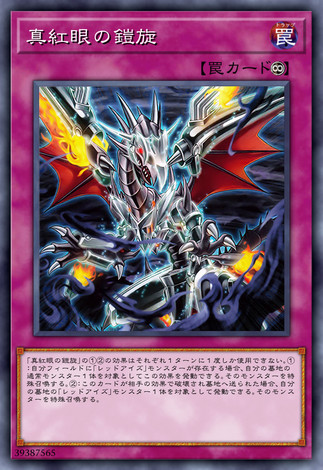 真紅眼の鎧旋
トラップ
罠
【罠カード】
「真紅眼の鎧旋」の①②の効果はそれぞれ1ターンに1度しか使用できない。①
:自分フィールドに「レッドアイズ」モンスターが存在する場合、自分の墓地の
通常モンスター1体を対象としてこの効果を発動できる。そのモンスターを特
殊召喚する。②:このカードが相手の効果で破壊され墓地へ送られた場合、自分
の墓地の「レッドアイズ」モンスター1体を対象として発動できる。そのモンス
ターを特殊召喚する。
39387565